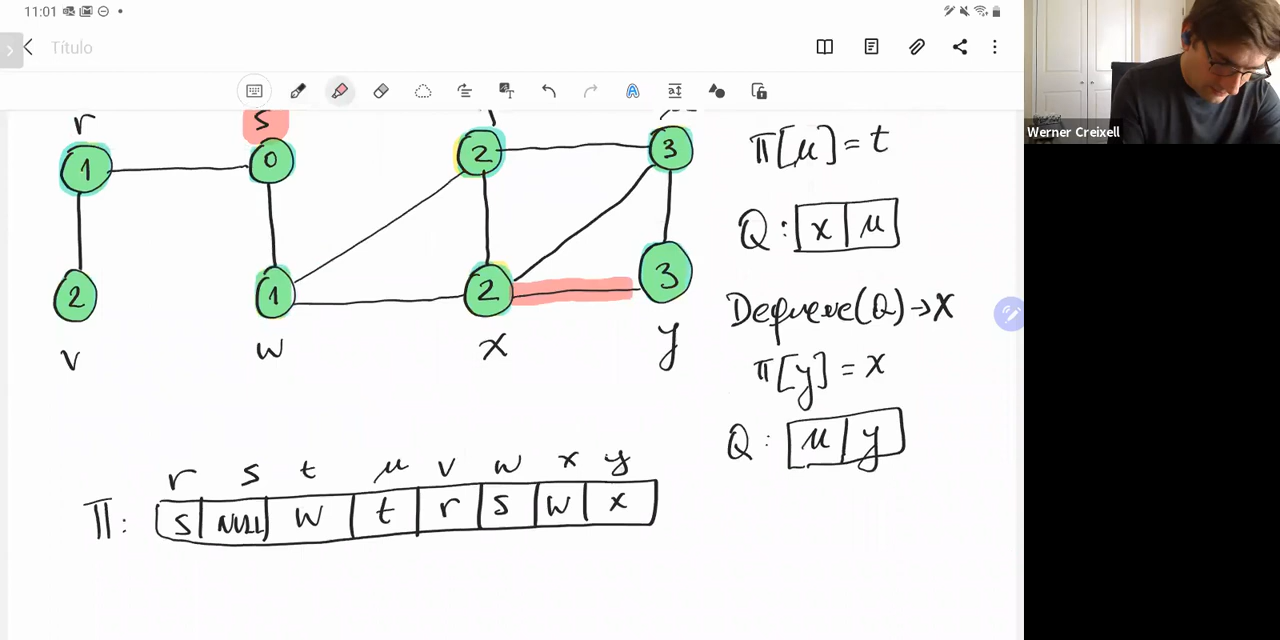 11:01
Título
Werner Creixell
r s
1 0 2 3
π[μ] = t
Q : x μ
2 1 2 3
v w x y
Dequeue(Q) → x
π[y] = x
Q : μ y
r s t μ v w x y
Π : s NULL w t r s w x